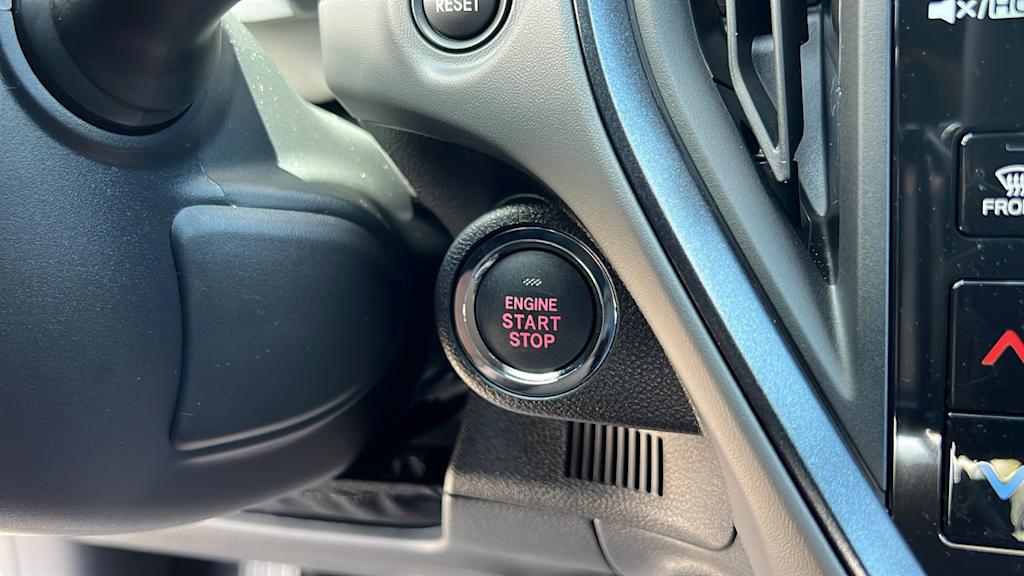 RESET
ENGINE
START
STOP